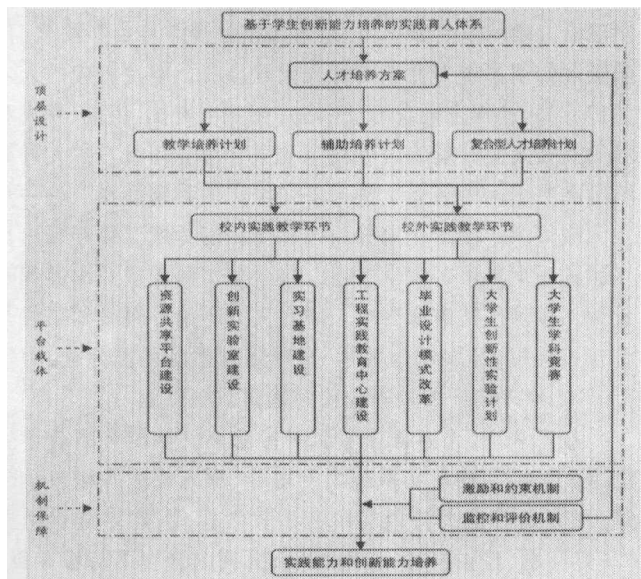 基于学生创新能力培养的实践育人体系
人才培养方案
顶层设计
教学培养计划
辅助培养计划
复合型人才培养计划
校内实践教学环节
校外实践教学环节
平台载体
资源共享平台建设
创新实验室建设
实习基地建设
工程实践教育中心建设
毕业设计模式改革
大学生创新性实验计划
大学生学科竞赛
机制保障
激励和约束机制
监控和评价机制
实践能力和创新能力培养